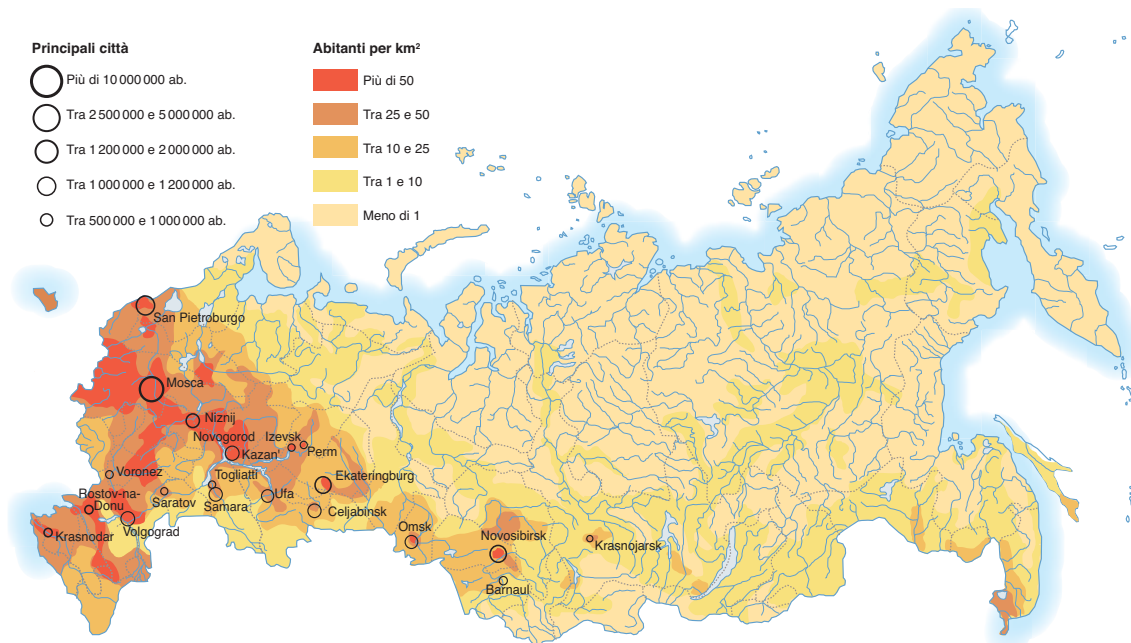 Principali città
Più di 10 000 000 ab.
Tra 2 500 000 e 5 000 000 ab.
Tra 1 200 000 e 2 000 000 ab.
Tra 1 000 000 e 1 200 000 ab.
Tra 500 000 e 1 000 000 ab.
Abitanti per km²
Più di 50
Tra 25 e 50
Tra 10 e 25
Tra 1 e 10
Meno di 1
San Pietroburgo
Mosca
Niznij
Novogorod
Kazan'
Izevsk
Perm
Voronez
Togliatti
Ekateringburg
Rostov-na-
Donu
Saratov
Samara
Ufa
Celjabinsk
Krasnodar
Volgograd
Omsk
Novosibirsk
Krasnojarsk
Barnaul